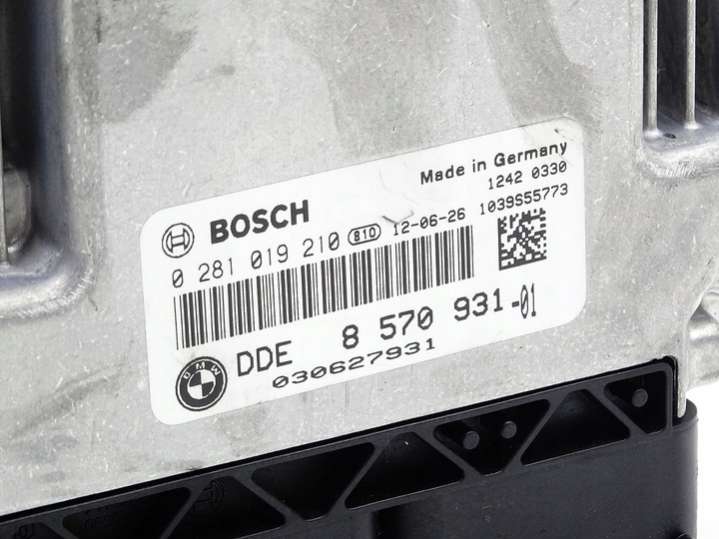 Made in Germany
1242 0330
BOSCH
0 281 019 210 810 12-06-26 1039S55773
DDE 8 570 931-01
BMW
030627931